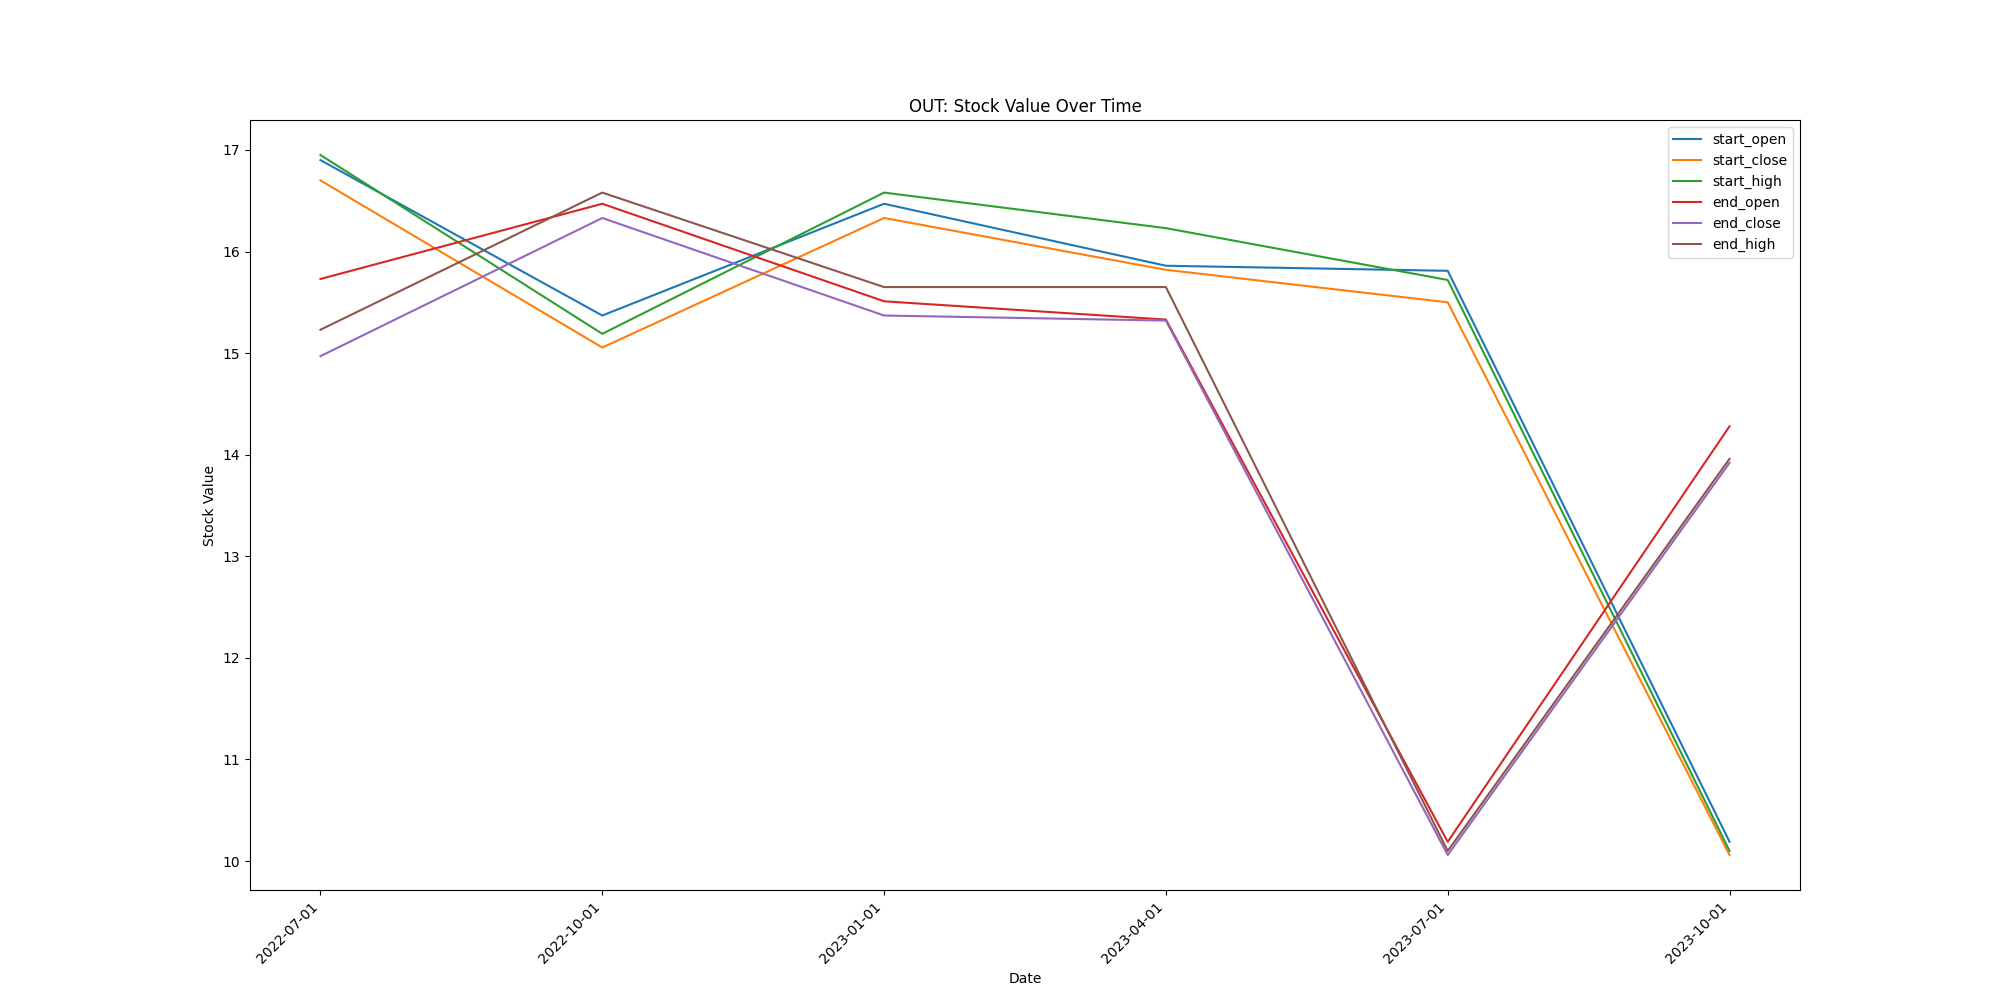 OUT: Stock Value Over Time
start_open
start_close
start_high
end_open
end_close
end_high
17
16
15
14
13
12
11
10
Stock Value
2022-07-01
2022-10-01
2023-01-01
2023-04-01
2023-07-01
2023-10-01
Date